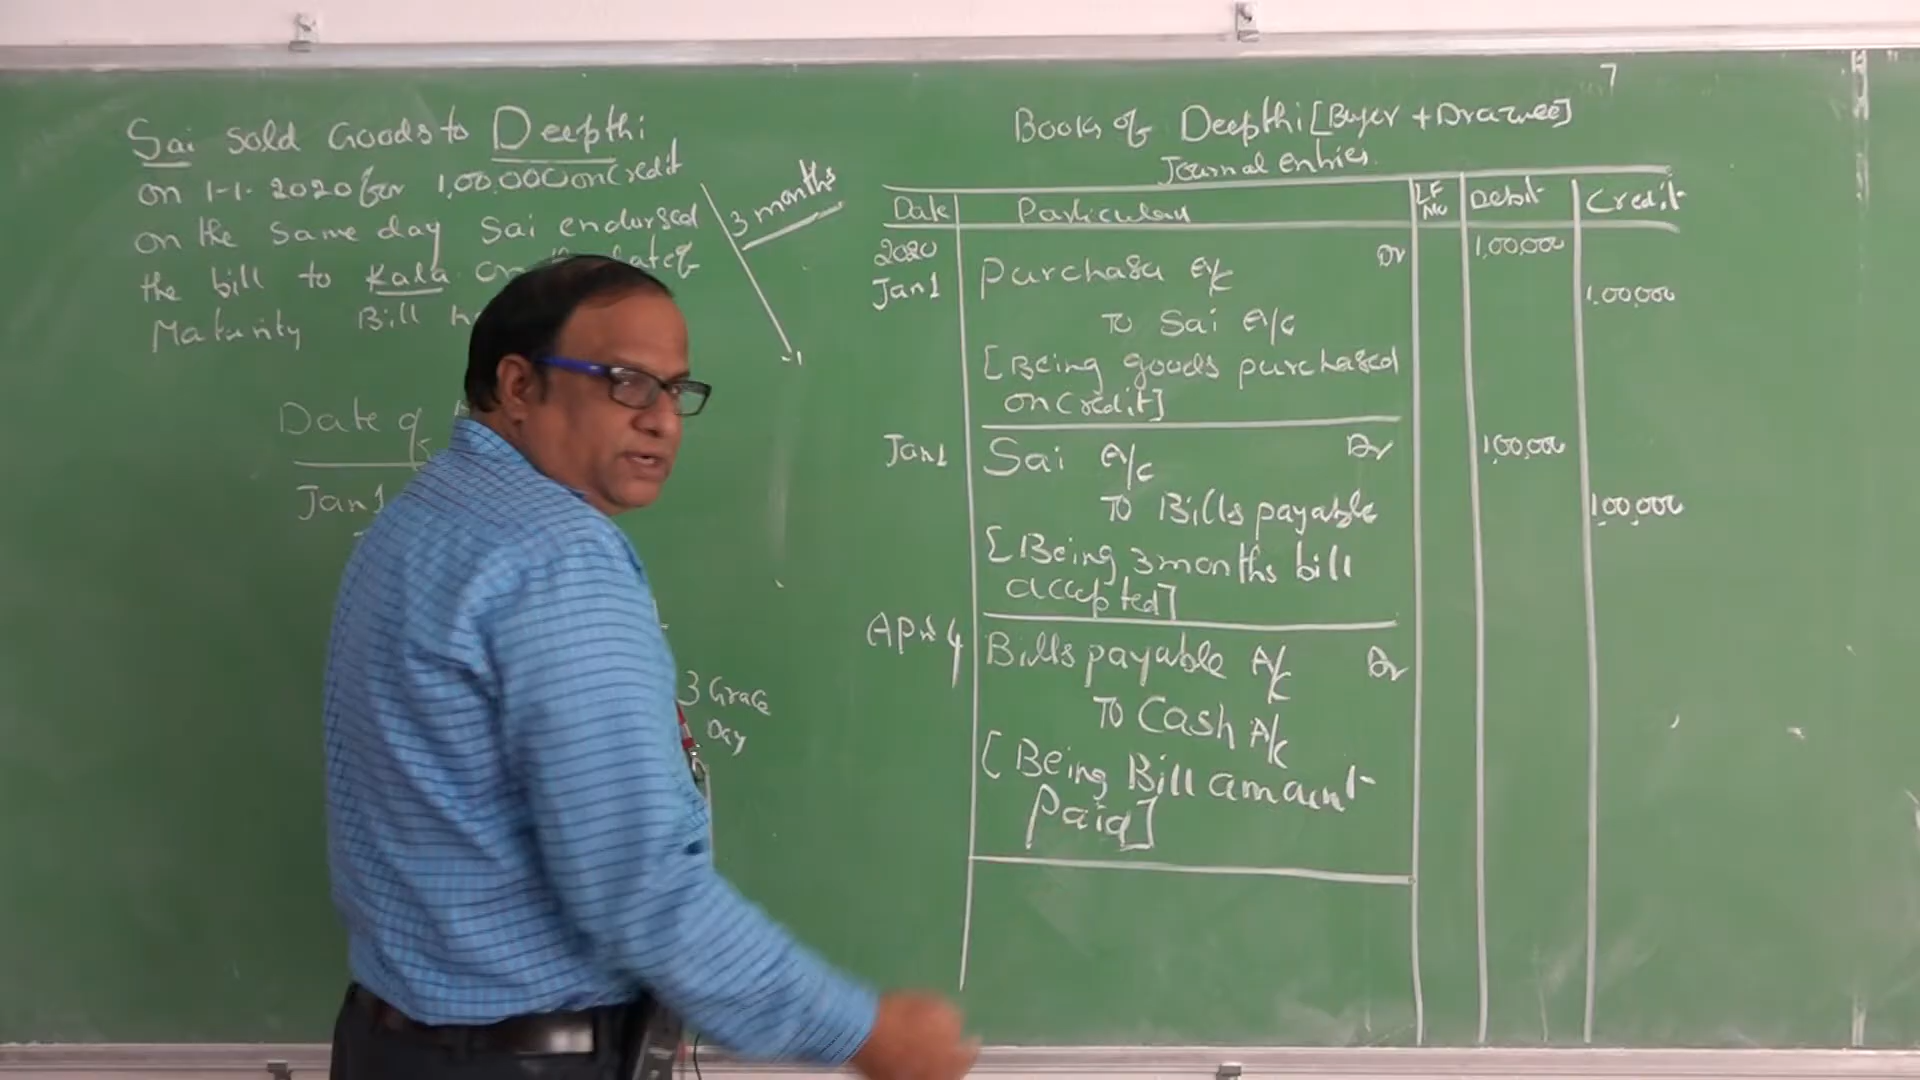 Sai sold Goods to Deepthi
on 1-1-2020 for 1,00,000 on Credit
on the same day Sai endorsed
the bill to Kala on date of
Maturity Bill
3 months
Date of
Jan 1
3 Grace
Day
7
Books of Deepthi [Buyer + Drawee]
Journal entries.
Date Particulars LF No Debit Credit
2020
Jan 1 Purchase A/c Dr 1,00,000
To Sai A/c 1,00,000
[Being goods purchased
on Credit]
Jan 1 Sai A/c Dr 1,00,000
To Bills payable 1,00,000
[Being 3 months bill
accepted]
Apr 4 Bills payable A/c Dr
To Cash A/c
[Being Bill amount
paid]